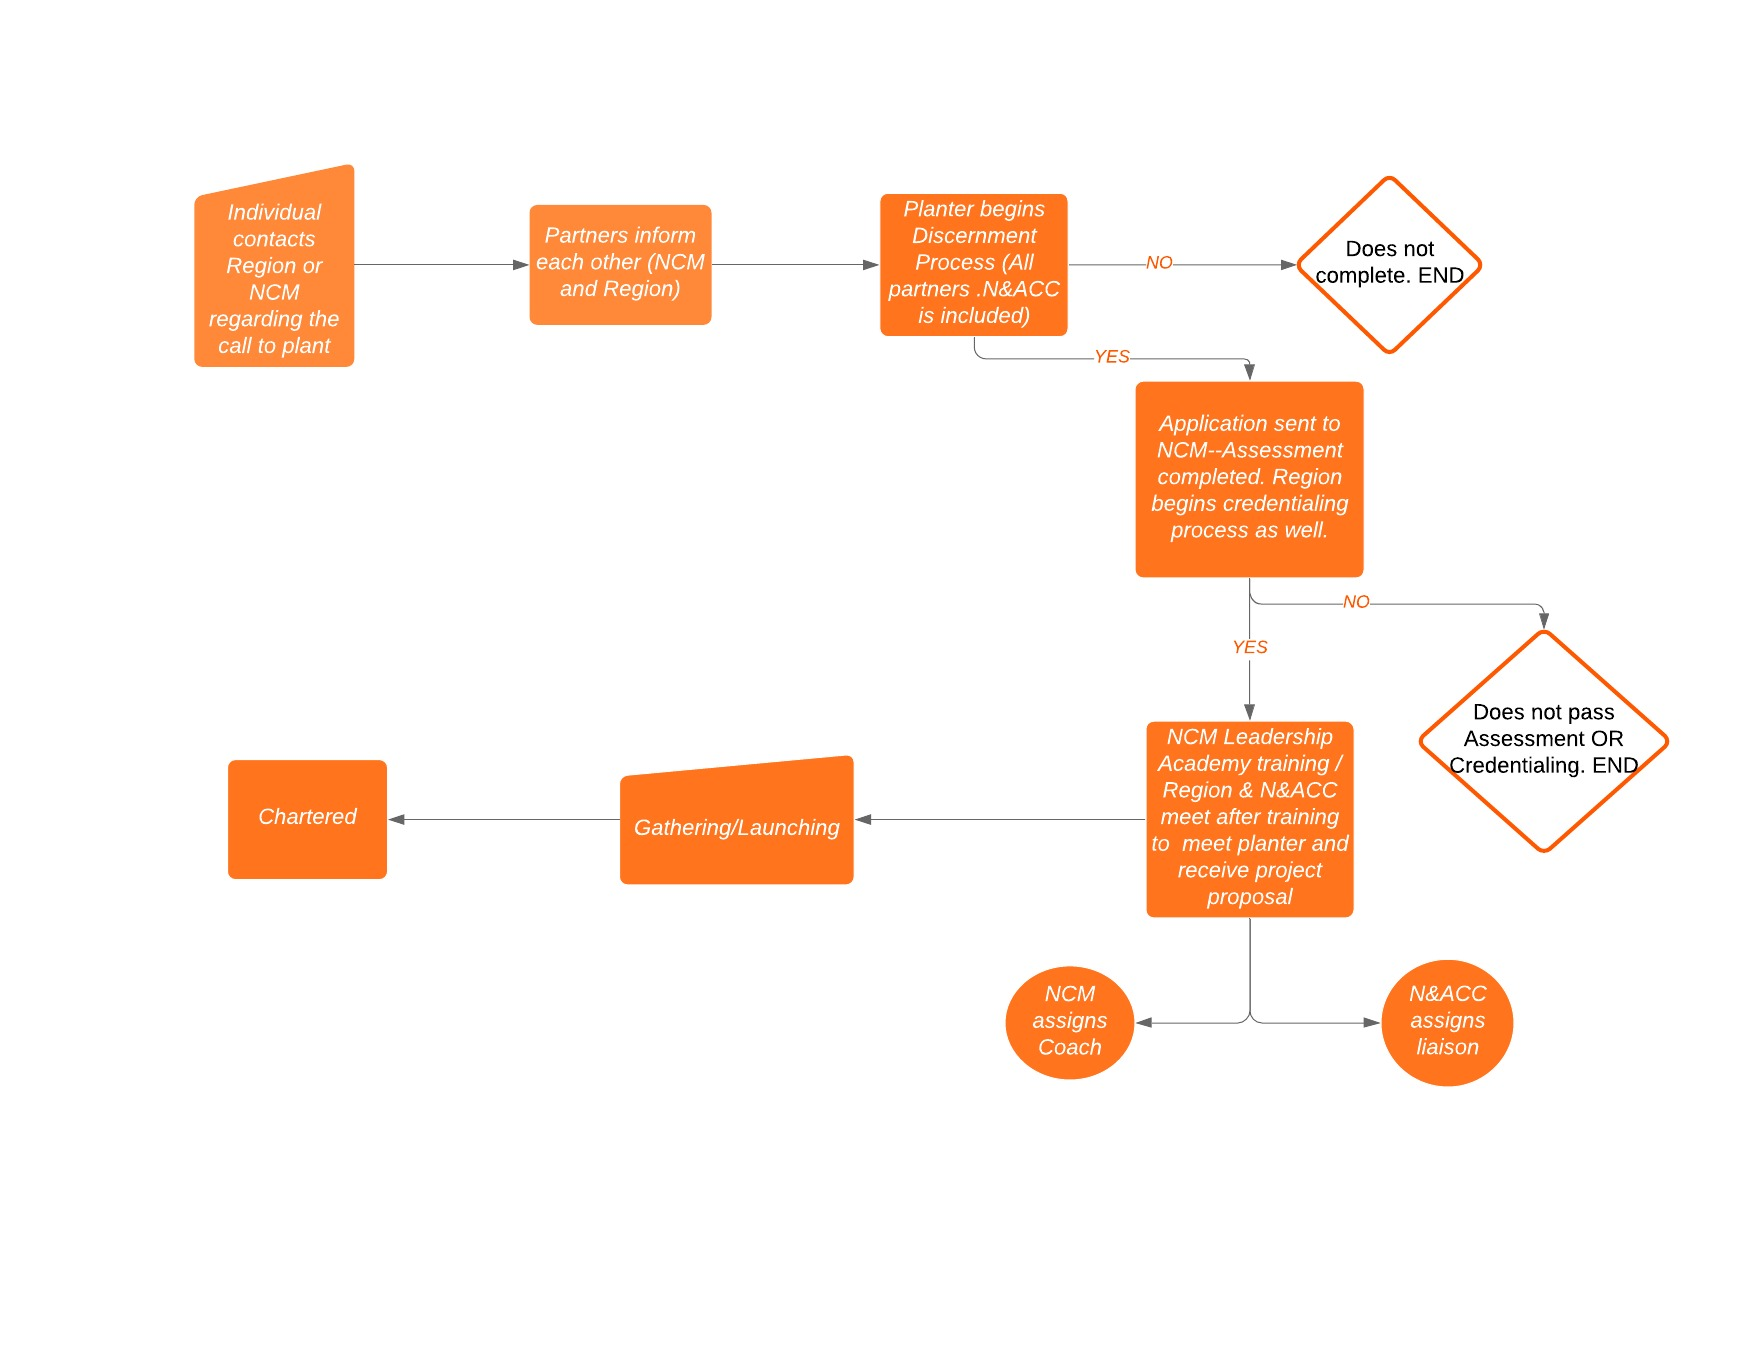 Individual
contacts
Region or
NCM
regarding the
call to plant
Partners inform
each other (NCM
and Region)
Planter begins
Discernment
Process (All
partners .N&ACC
is included)
NO
Does not
complete. END
YES
Application sent to
NCM--Assessment
completed. Region
begins credentialing
process as well.
NO
YES
Does not pass
Assessment OR
Credentialing. END
NCM Leadership
Academy training /
Region & N&ACC
meet after training
to  meet planter and
receive project
proposal
Gathering/Launching
Chartered
NCM
assigns
Coach
N&ACC
assigns
liaison